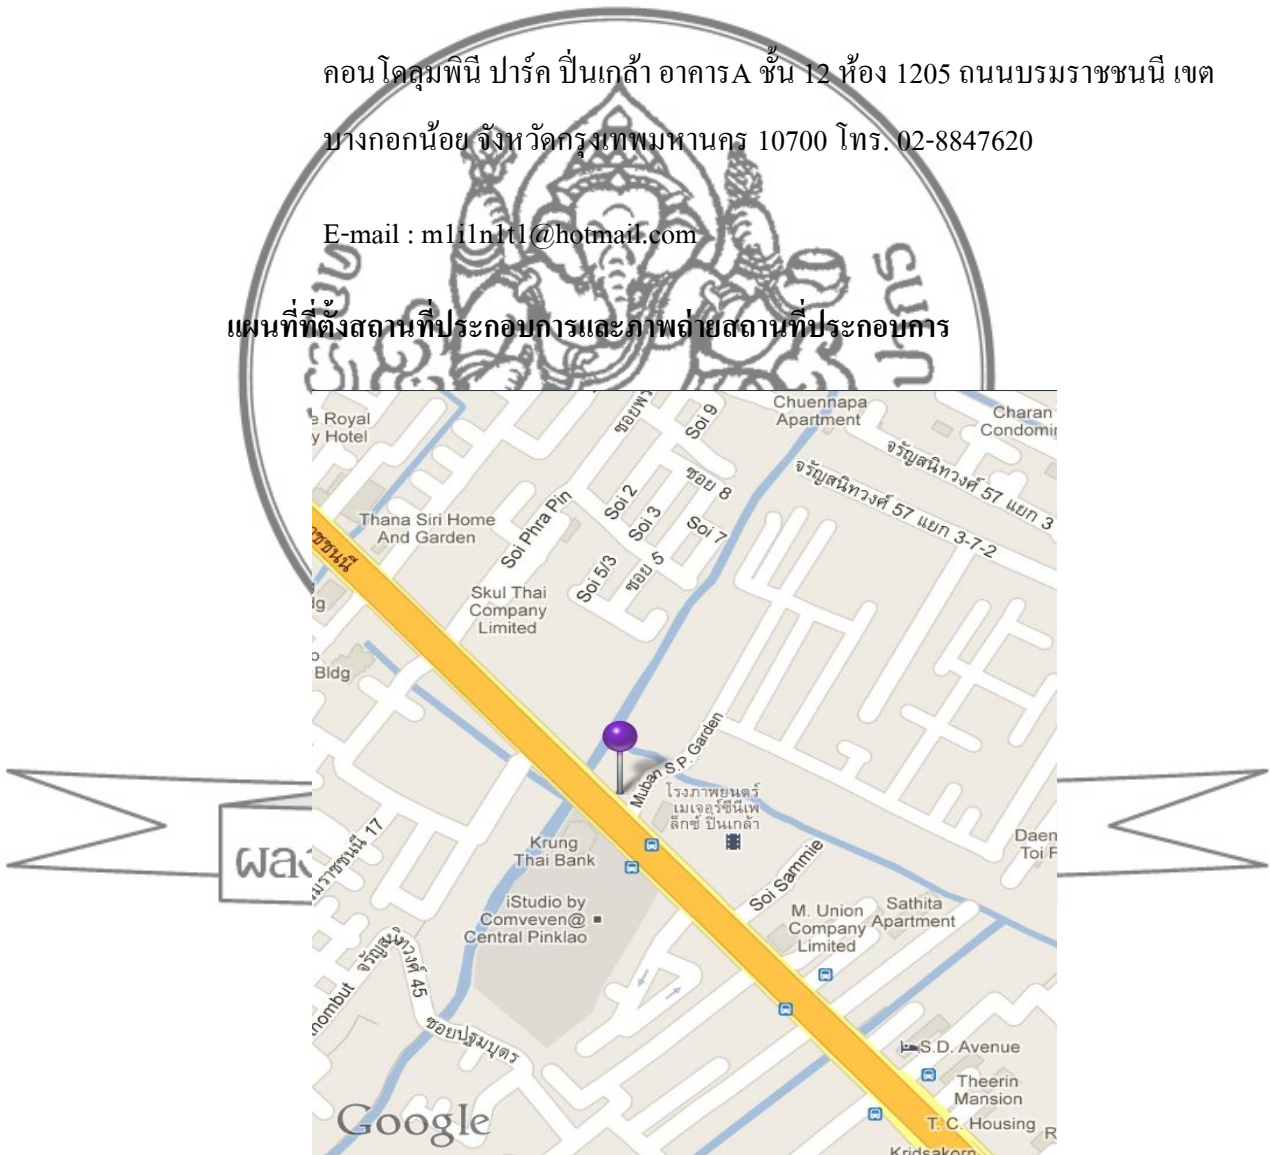 คอนโดลุมพินี ปาร์ค ปิ่นเกล้า อาคารA ชั้น 12 ห้อง 1205 ถนนบรมราชชนนี เขต
บางกอกน้อย จังหวัดกรุงเทพมหานคร 10700 โทร. 02-8847620
E-mail : m1i1n1t1@hotmail.com
แผนที่ที่ตั้งสถานที่ประกอบการและภาพถ่ายสถานที่ประกอบการ
Chuennapa
Apartment
Charan
Royal
Hotel
ซอย 8
Soi 9
จรัญสนิทวงศ์ 57 แยก 3
จรัญสนิทวงศ์ 57 แยก 3-7-2
Thana Siri Home
And Garden
Soi Phra Pin
Soi 2
Soi 3
Soi 7
Soi 5/3
ซอย 5
Skul Thai
Company
Limited
Bldg
Muban S.P. Garden
โรงภาพยนตร์
เมเจอร์ซีนีเพ
ล็กซ์ ปิ่นเกล้า
Krung
Thai Bank
iStudio by
Comveven@
Central Pinklao
Soi Sammie
M. Union
Company
Limited
Sathita
Apartment
จรัญสนิทวงศ์ 45
ซอยปฐมบุตร
S.D. Avenue
Theerin
Mansion
T. C. Housing
Google